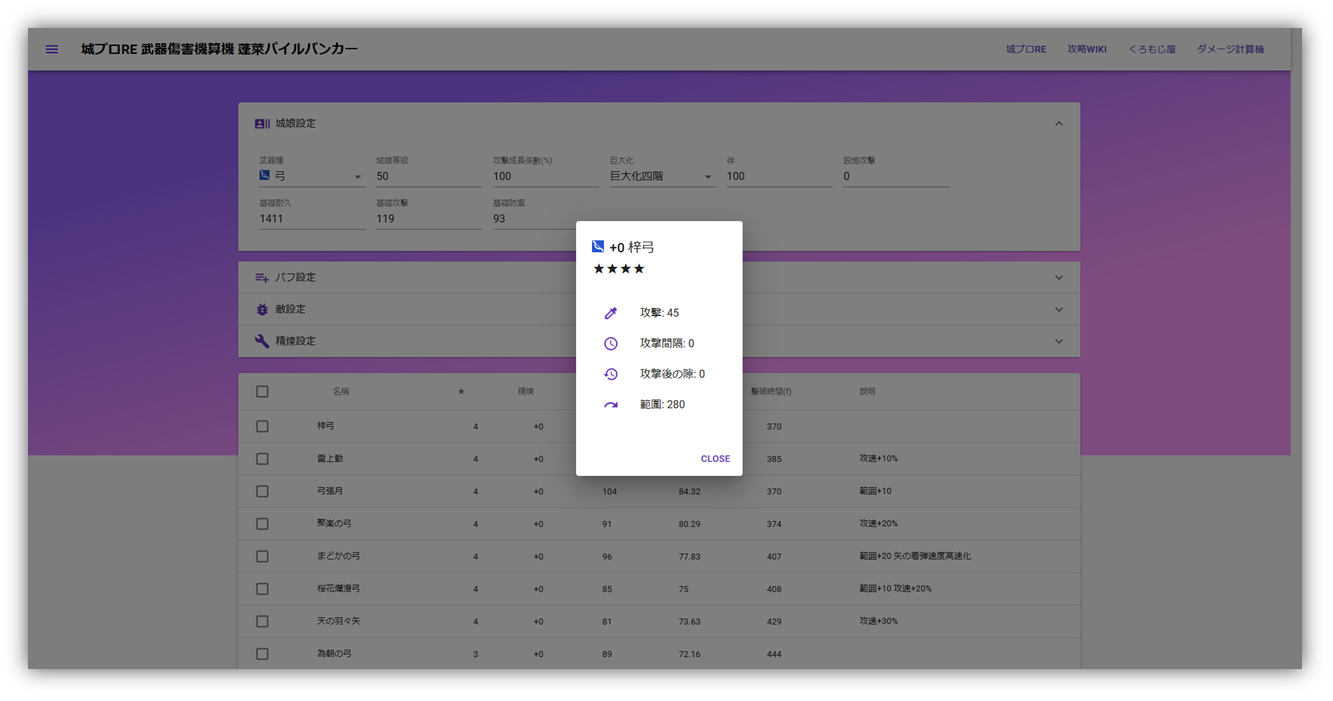 城プロRE 武器傷害機算機 蓬萊パイルバンカー
城プロRE 攻略WIKI くろもじ屋 ダメージ計算機
城娘設定
武器種 城娘等級 攻擊成長係數(%) 巨大化 伴 設施攻擊
弓 50 100 巨大化四階 100 0
基礎耐久 基礎攻擊 基礎防禦
1411 119 93
+0 梓弓
★★★★
攻擊: 45
攻擊間隔: 0
攻擊後の隙: 0
範圍: 280
CLOSE
バフ設定
敵設定
精煉設定
名稱 ★ 精煉 擊破時間(f) 說明
梓弓 4 +0 370
雷上動 4 +0 385 攻速+10%
弓張月 4 +0 104 84.32 370 範囲+10
聚楽の弓 4 +0 91 80.29 374 攻速+20%
まどかの弓 4 +0 96 77.83 407 範囲+20 矢の着弾速度高速化
桜花爛漫弓 4 +0 85 75 408 範囲+10 攻速+20%
天の羽々矢 4 +0 81 73.63 429 攻速+30%
為朝の弓 3 +0 89 72.16 444